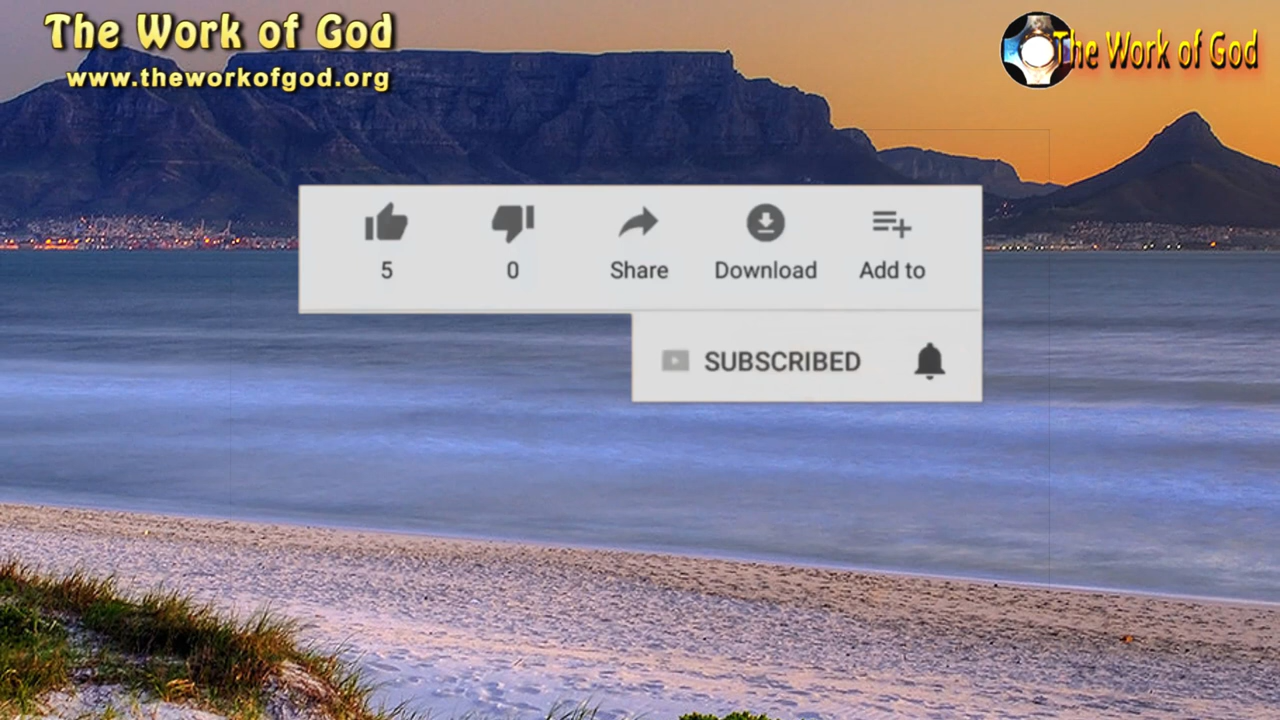 The Work of God
www.theworkofgod.org
The Work of God
5 0 Share Download Add to
SUBSCRIBED